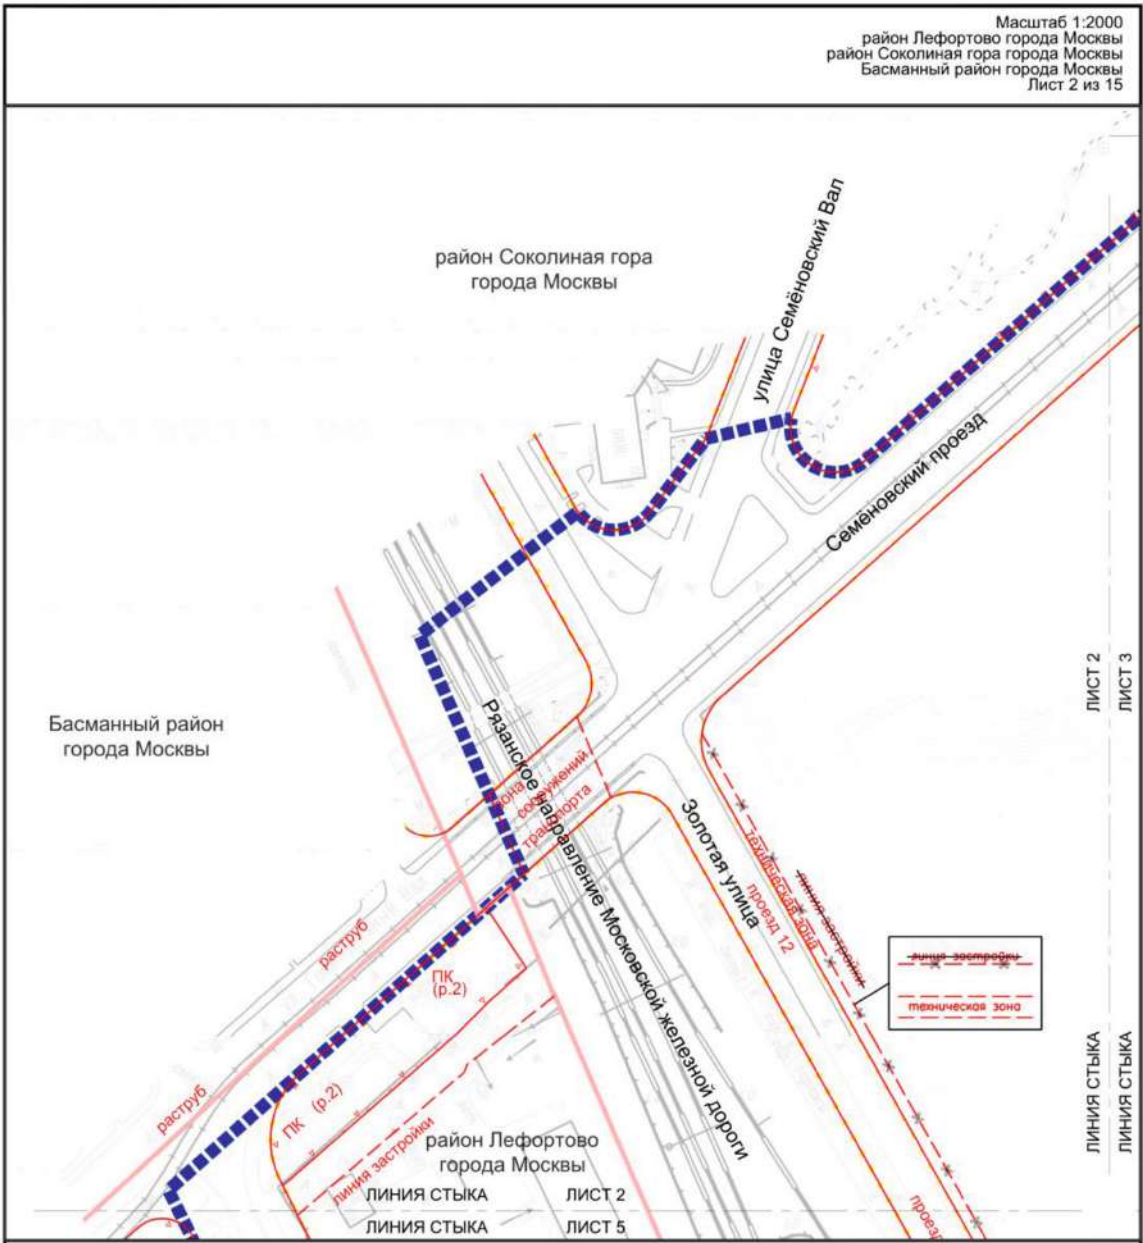 Масштаб 1:2000
район Лефортово города Москвы
район Соколиная гора города Москвы
Басманный район города Москвы
Лист 2 из 15
район Соколиная гора
города Москвы
улица Семёновский Вал
Семёновский проезд
ЛИСТ 2
ЛИСТ 3
Басманный район
города Москвы
Рязанское направление Московской железной дороги
зона
сооружений
транспорта
Золотая улица
проезд 12
техническая зона
линия застройки
линия застройки
техническая зона
раструб
ПК
(р.2)
раструб
ПК (р.2)
линия застройки
район Лефортово
города Москвы
ЛИНИЯ СТЫКА
ЛИНИЯ СТЫКА
проезд
ЛИНИЯ СТЫКА ЛИСТ 2
ЛИНИЯ СТЫКА ЛИСТ 5